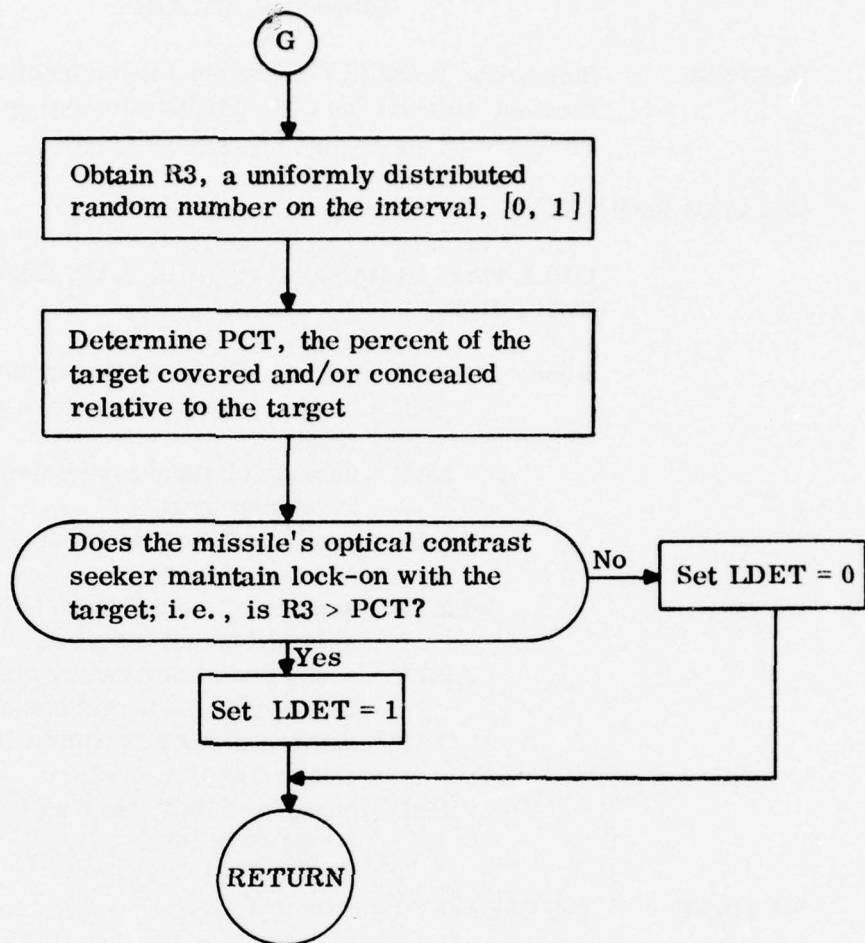 G
Obtain R3, a uniformly distributed
random number on the interval, [0, 1]
Determine PCT, the percent of the
target covered and/or concealed
relative to the target
Does the missile's optical contrast
seeker maintain lock-on with the
target; i.e., is R3 > PCT?
No
Set LDET = 0
Yes
Set LDET = 1
RETURN